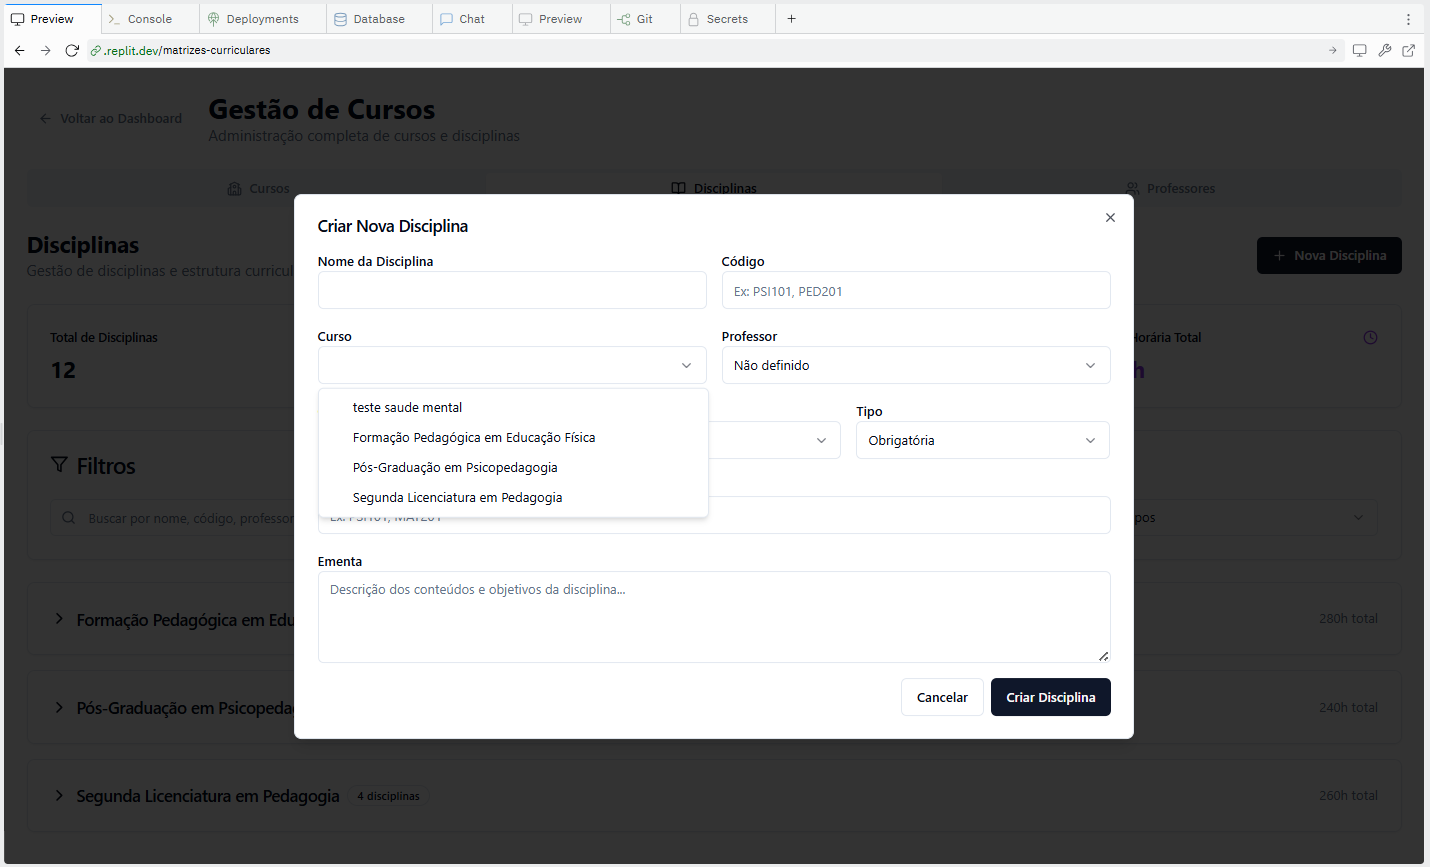 Preview
Console
Deployments
Database
Chat
Preview
Git
Secrets
.replit.dev/matrizes-curriculares
Voltar ao Dashboard
Gestão de Cursos
Administração completa de cursos e disciplinas
Cursos
Disciplinas
Professores
Disciplinas
Gestão de disciplinas e estrutura
Nova Disciplina
Total de Disciplinas
12
Horária Total
h
Filtros
Buscar por nome, código, professor
Criar Nova Disciplina
Nome da Disciplina
Código
Ex: PSI101, PED201
Curso
Professor
Não definido
teste saude mental
Formação Pedagógica em Educação Física
Pós-Graduação em Psicopedagogia
Segunda Licenciatura em Pedagogia
Tipo
Obrigatória
Ex: PSI101, MAT201
Ementa
Descrição dos conteúdos e objetivos da disciplina...
Cancelar
Criar Disciplina
Formação Pedagógica em
280h total
Pós-Graduação em
240h total
Segunda Licenciatura em Pedagogia
4 disciplinas
260h total